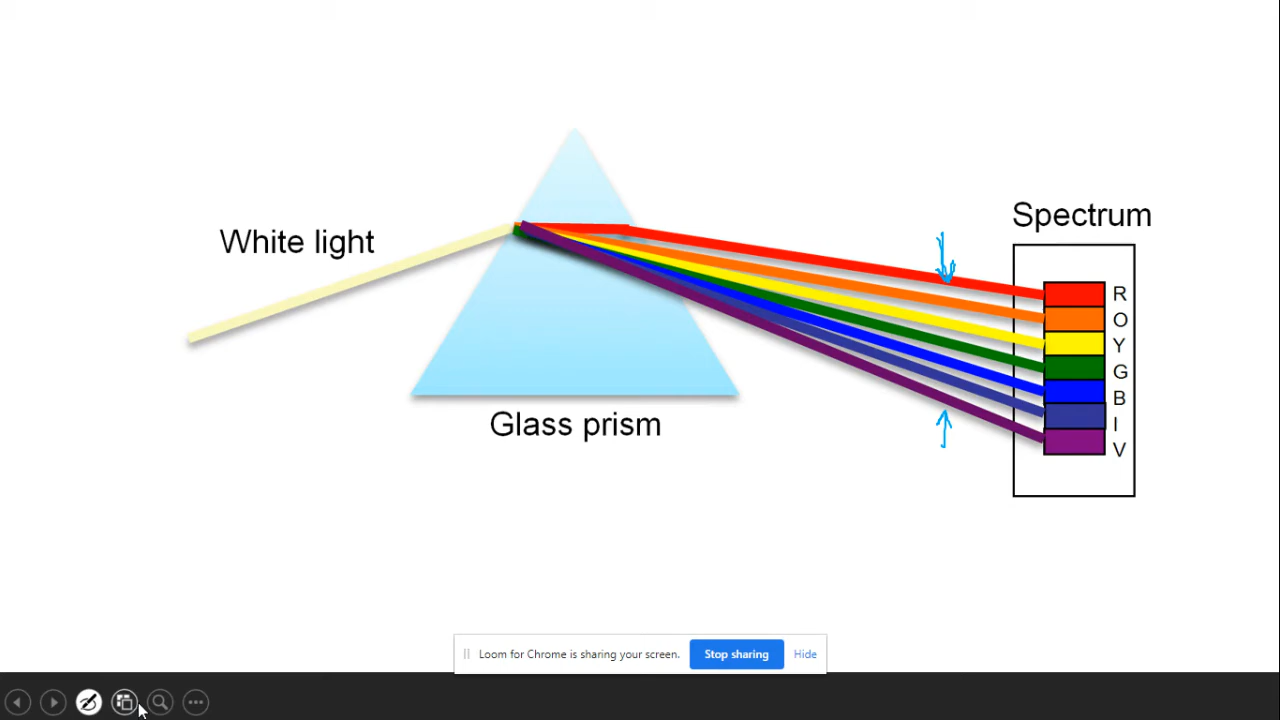 Spectrum
White light
R
O
Y
G
B
I
V
Glass prism
Loom for Chrome is sharing your screen. Stop sharing Hide